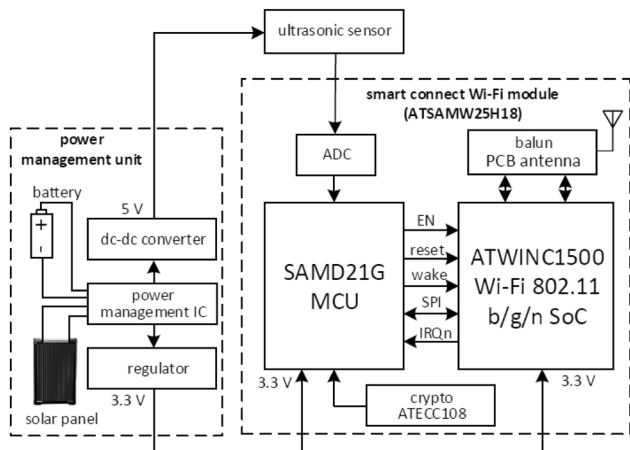 ultrasonic sensor
smart connect Wi-Fi module
(ATSAMW25H18)
power
management unit
battery
+
-
5 V
dc-dc converter
power
management IC
regulator
solar panel
3.3 V
ADC
balun
PCB antenna
SAMD21G
MCU
EN
reset
wake
SPI
IRQn
ATWINC1500
Wi-Fi 802.11
b/g/n SoC
3.3 V
crypto
ATECC108
3.3 V